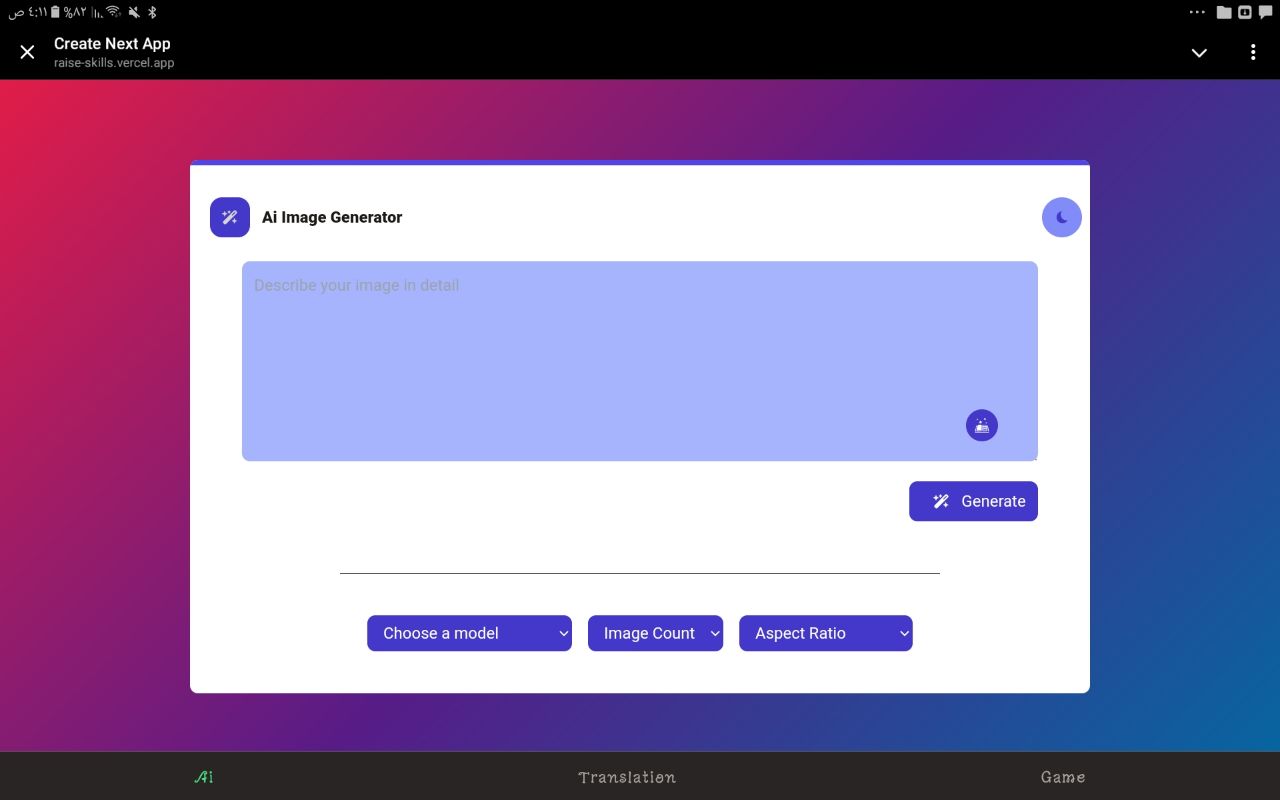 ٤:١١ ص ٨٢%
Create Next App
raise-skills.vercel.app
Ai Image Generator
Describe your image in detail
Generate
Choose a model Image Count Aspect Ratio
Ai Translation Game